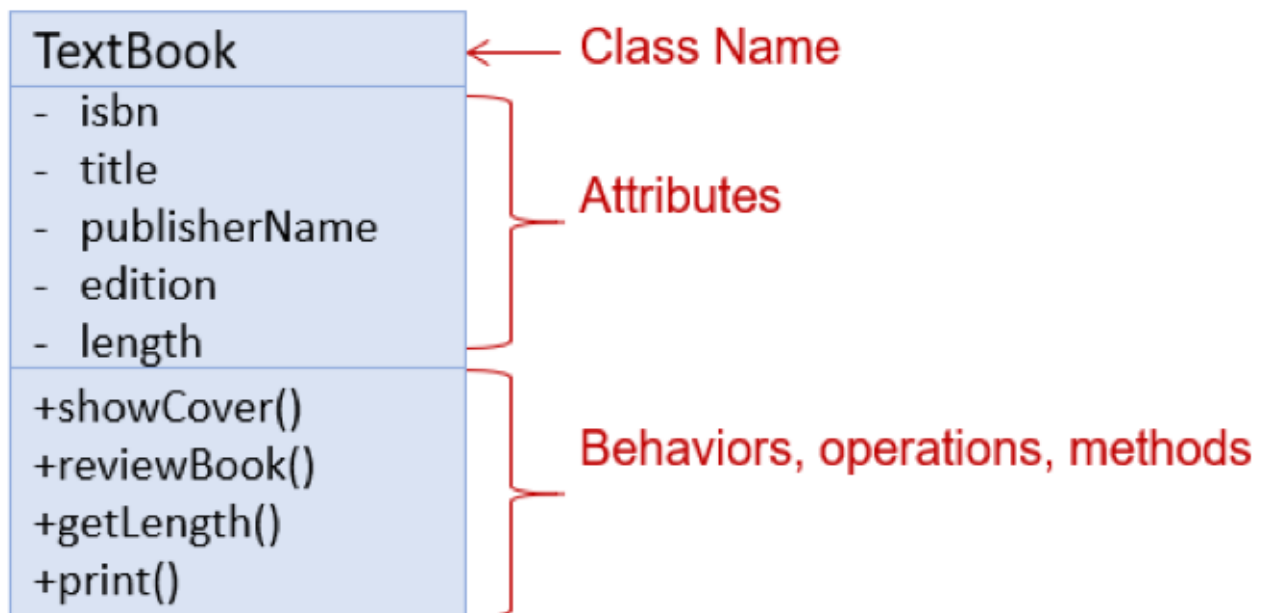 TextBook
Class Name
- isbn
- title
- publisherName
- edition
- length
Attributes
+showCover()
+reviewBook()
+getLength()
+print()
Behaviors, operations, methods